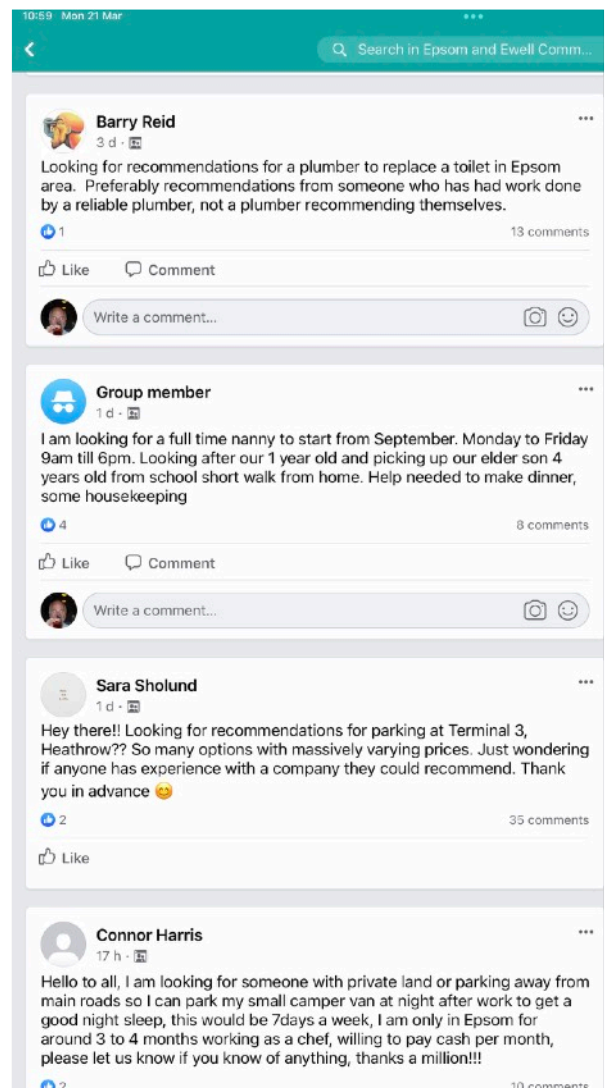 10:59 Mon 21 Mar
Search in Epsom and Ewell Comm...
Barry Reid
3 d ·
Looking for recommendations for a plumber to replace a toilet in Epsom
area. Preferably recommendations from someone who has had work done
by a reliable plumber, not a plumber recommending themselves.
1
13 comments
Like Comment
Write a comment...
Group member
1 d ·
I am looking for a full time nanny to start from September. Monday to Friday
9am till 6pm. Looking after our 1 year old and picking up our elder son 4
years old from school short walk from home. Help needed to make dinner,
some housekeeping
4
8 comments
Like Comment
Write a comment...
Sara Sholund
1 d ·
Hey there!! Looking for recommendations for parking at Terminal 3,
Heathrow?? So many options with massively varying prices. Just wondering
if anyone has experience with a company they could recommend. Thank
you in advance 😊
2
35 comments
Like
Connor Harris
17 h ·
Hello to all, I am looking for someone with private land or parking away from
main roads so I can park my small camper van at night after work to get a
good night sleep, this would be 7days a week, I am only in Epsom for
around 3 to 4 months working as a chef, willing to pay cash per month,
please let us know if you know of anything, thanks a million!!!
2
10 comments